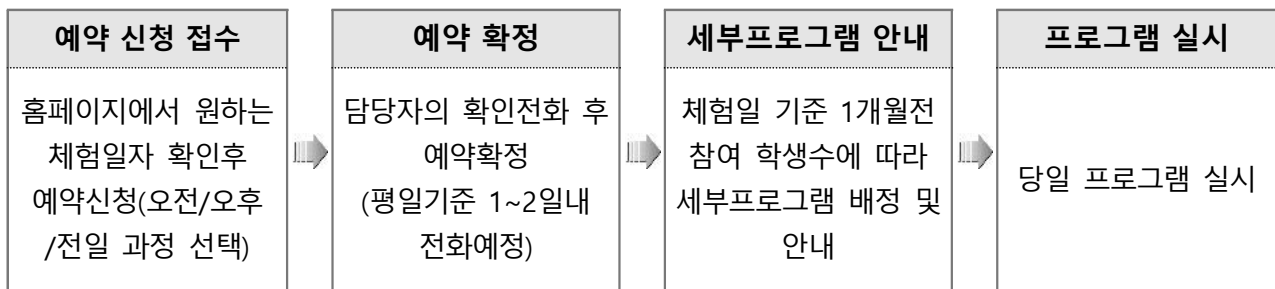 예약 신청 접수
홈페이지에서 원하는
체험일자 확인후
예약신청(오전/오후
/전일 과정 선택)
예약 확정
담당자의 확인전화 후
예약확정
(평일기준 1~2일내
전화예정)
세부프로그램 안내
체험일 기준 1개월전
참여 학생수에 따라
세부프로그램 배정 및
안내
프로그램 실시
당일 프로그램 실시